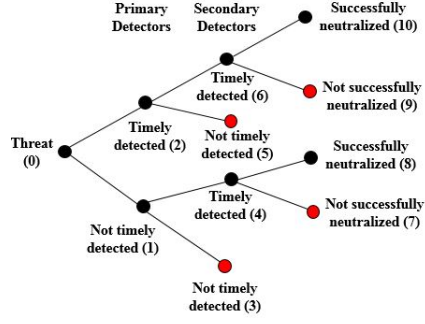 Primary
Detectors
Secondary
Detectors
Successfully
neutralized (10)
Timely
detected (6)
Not successfully
neutralized (9)
Timely
detected (2)
Not timely
detected (5)
Threat
(0)
Successfully
neutralized (8)
Timely
detected (4)
Not successfully
neutralized (7)
Not timely
detected (1)
Not timely
detected (3)